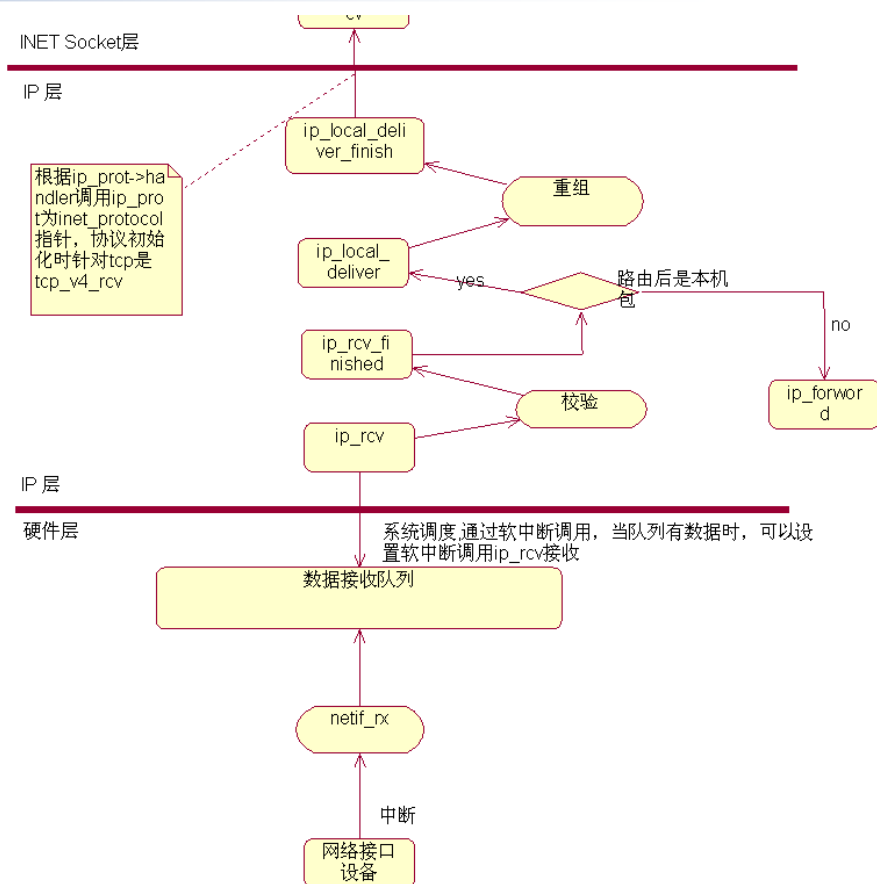 cv
INET Socket层
IP 层
ip_local_deli
ver_finish
根据ip_prot->ha
ndler调用ip_pro
t为inet_protocol
指针，协议初始
化时针对tcp是
tcp_v4_rcv
重组
ip_local_
deliver
yes
路由后是本机
包
no
ip_rcv_fi
nished
校验
ip_forwor
d
ip_rcv
IP 层
硬件层
系统调度,通过软中断调用，当队列有数据时，可以设
置软中断调用ip_rcv接收
数据接收队列
netif_rx
中断
网络接口
设备